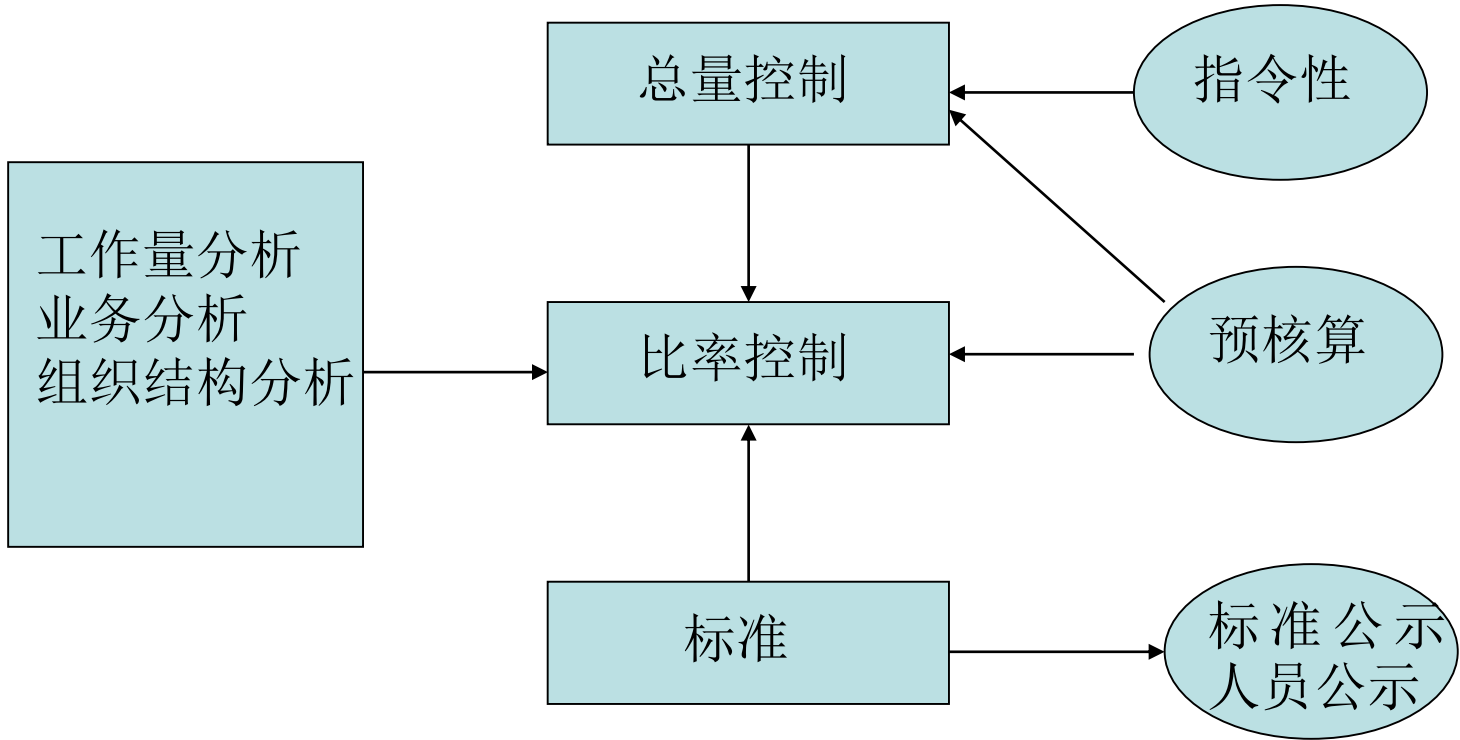 总量控制
指令性
工作量分析
业务分析
组织结构分析
比率控制
预核算
标准
标准公示
人员公示